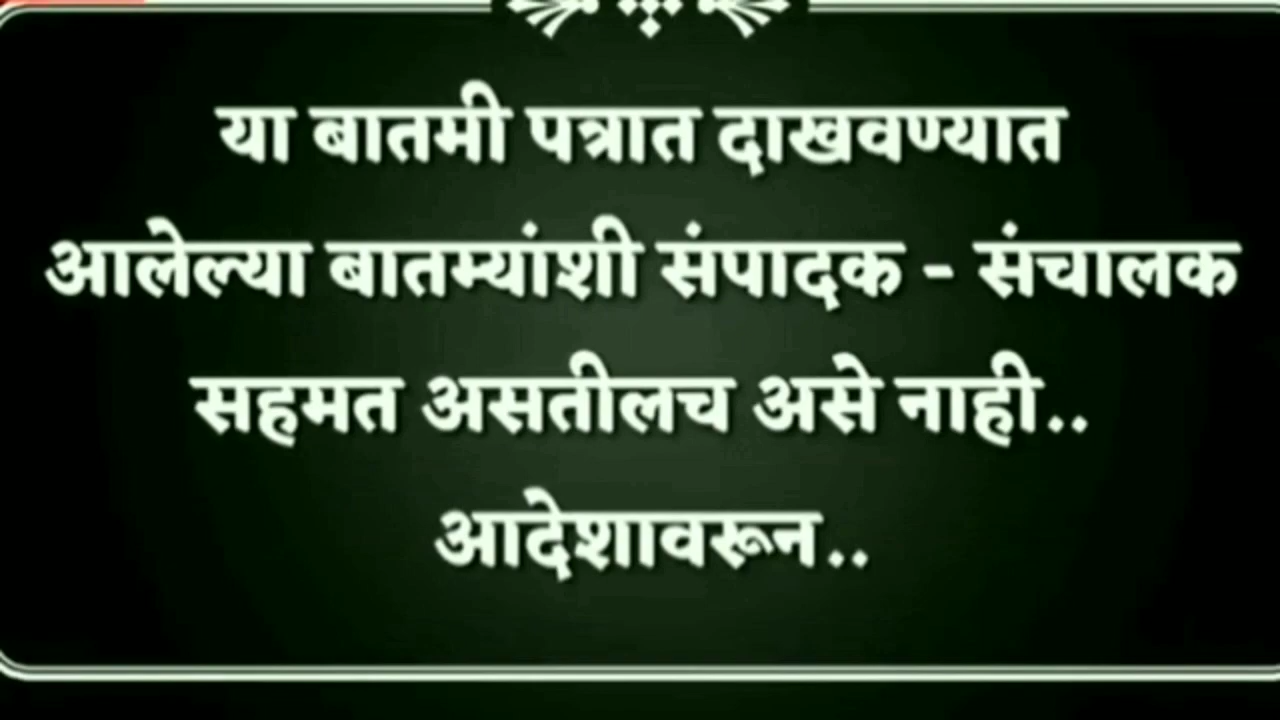 या बातमी पत्रात दाखवण्यात
आलेल्या बातम्यांशी संपादक - संचालक
सहमत असतीलच असे नाही..
आदेशावरून..